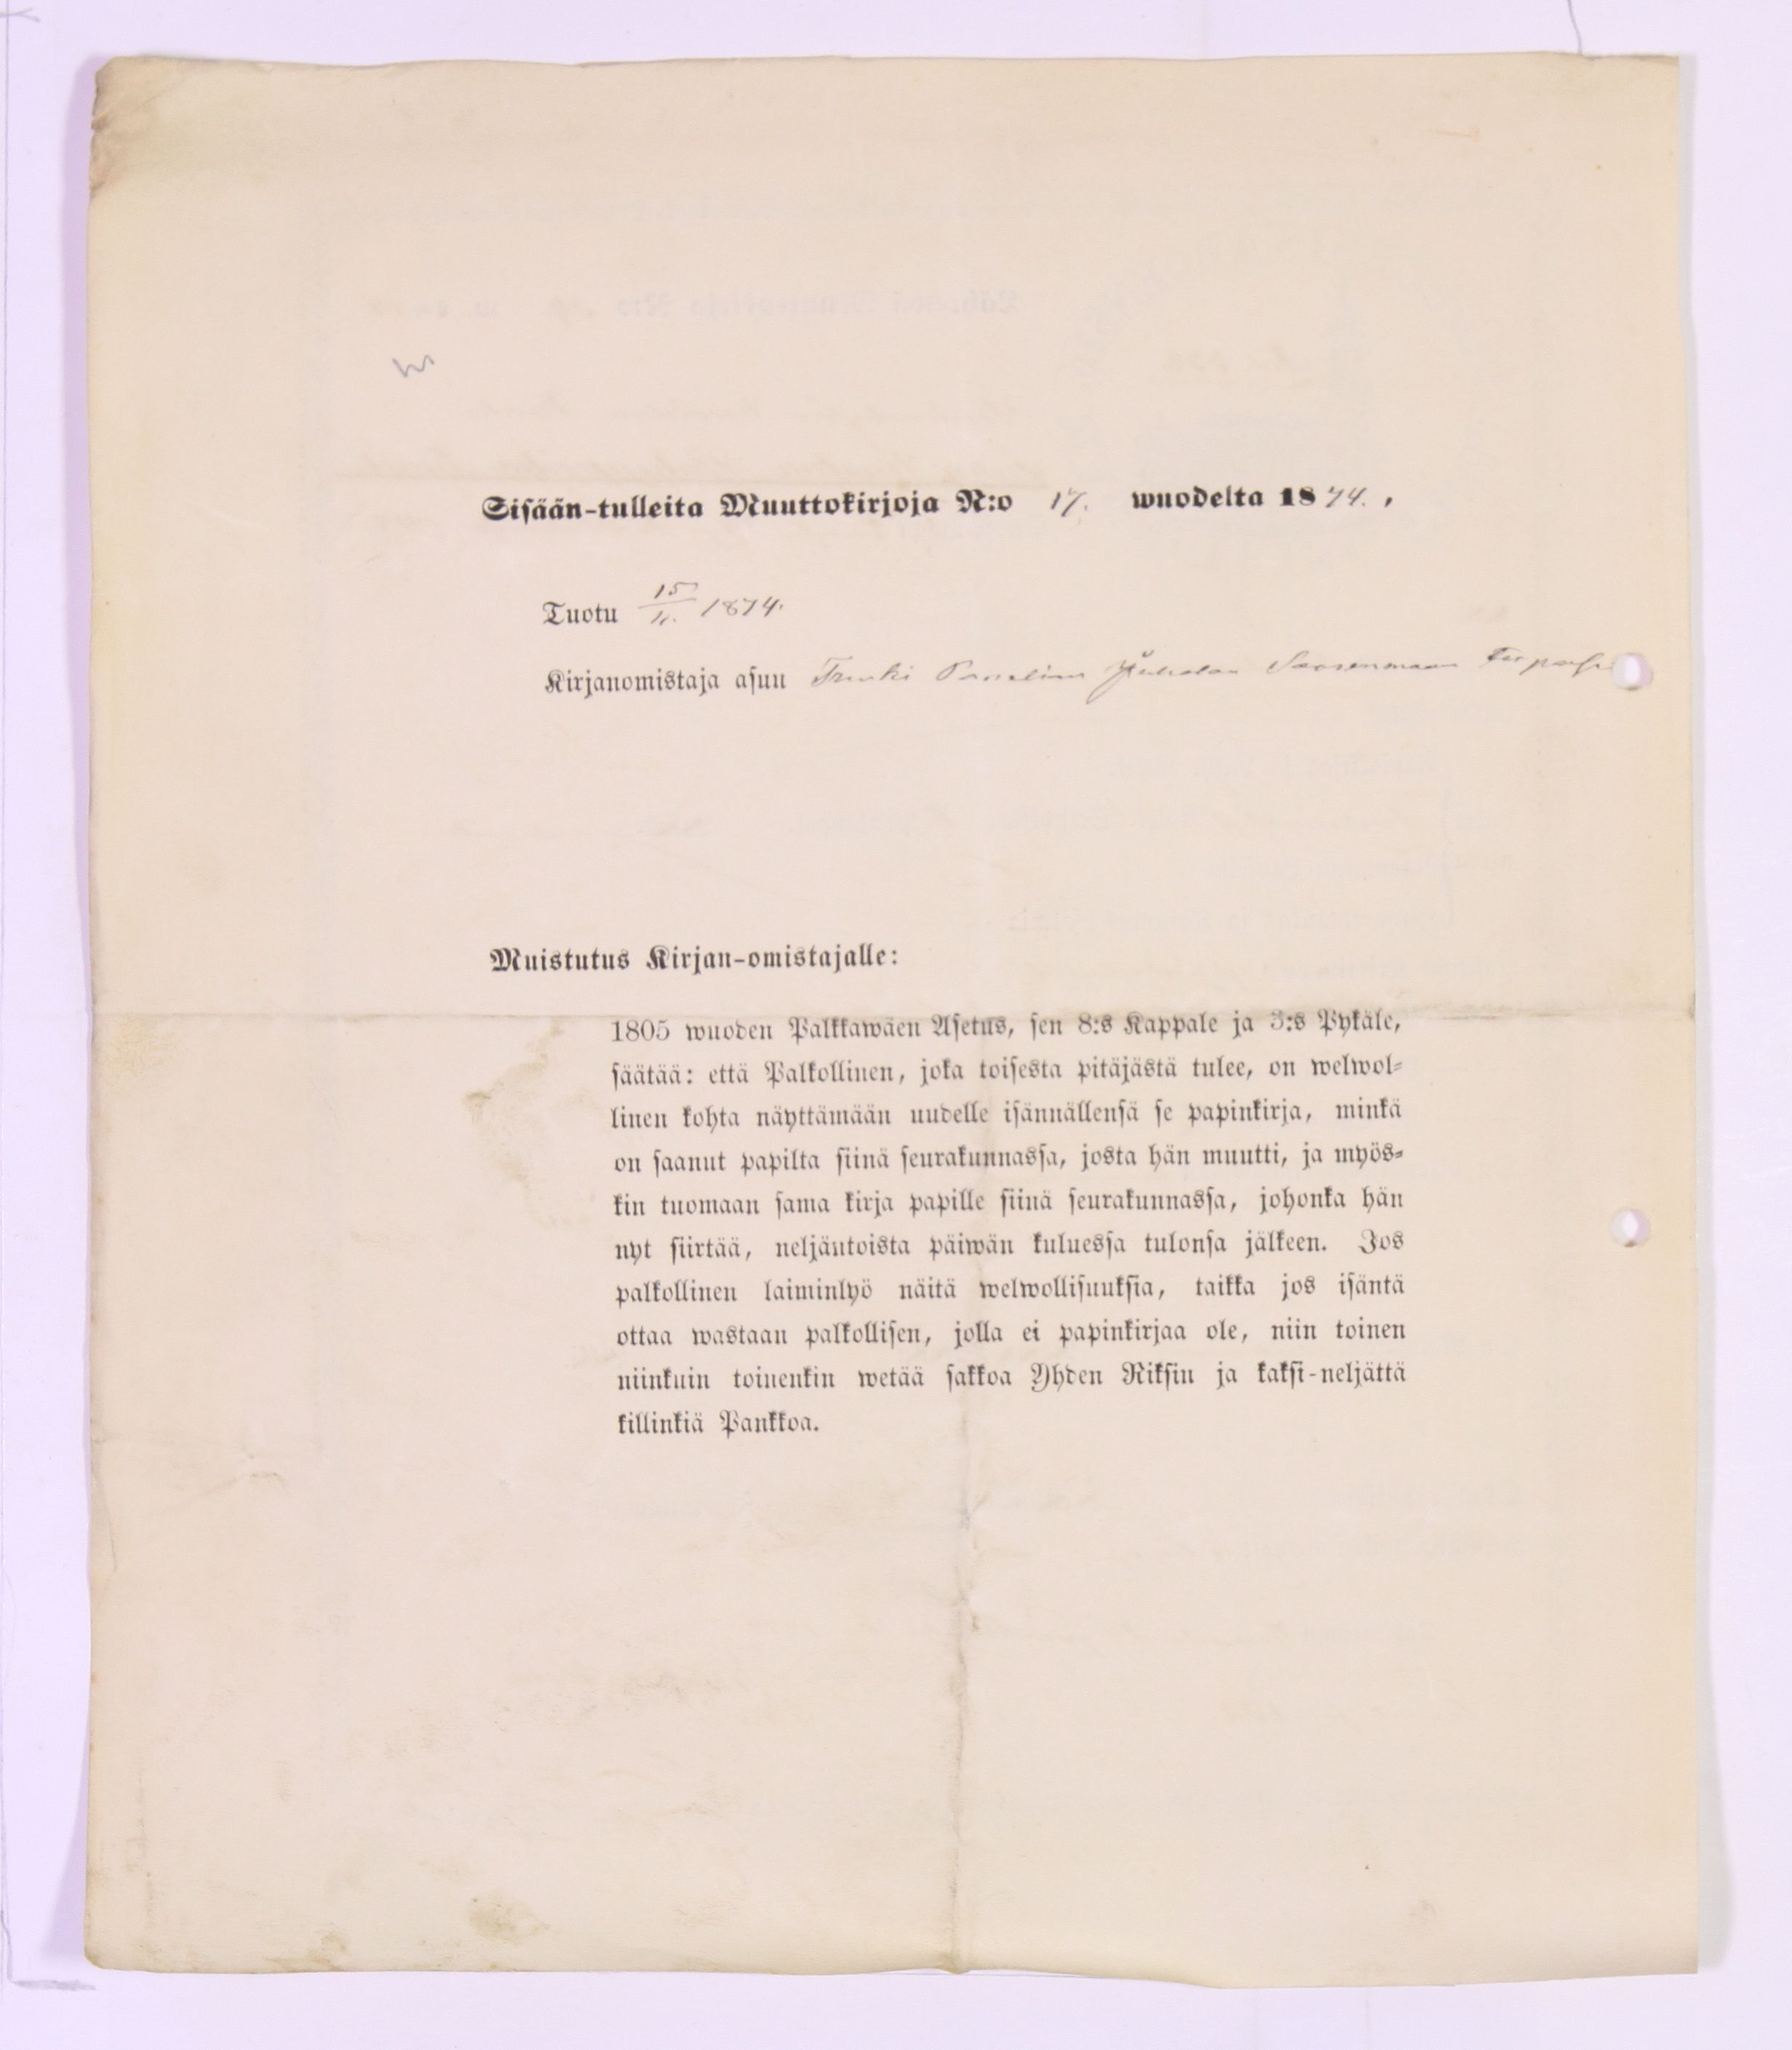 Sisään-tulleita Muuttokirjoja N:o 17. wuodelta 1874.,
Tuotu 15/11. 1874.
Kirjanomistaja asuu
Muistutus Kirjan-omistajalle:
1805 wuoden Palkkawäen Asetus, sen 8:s Kappale ja 3:s Pykäle,
säätää: että Palkollinen, joka toisesta pitäjästä tulee, on welwol-
linen kohta näyttämään uudelle isännällensä se papinkirja, minkä
on saanut papilta siinä seurakunnassa, josta hän muutti, ja myös-
kin tuomaan sama kirja papille siinä seurakunnassa, johonka hän
nyt siirtää, neljäntoista päiwän kuluessa tulonsa jälkeen. Jos
palkollinen laiminlyö näitä welwollisuuksia, taikka jos isäntä
ottaa wastaan palkollisen, jolla ei papinkirjaa ole, niin toinen
niinkuin toinenkin wetää sakkoa Yhden Riksin ja kaksi-neljättä
killinkiä Pankkoa.